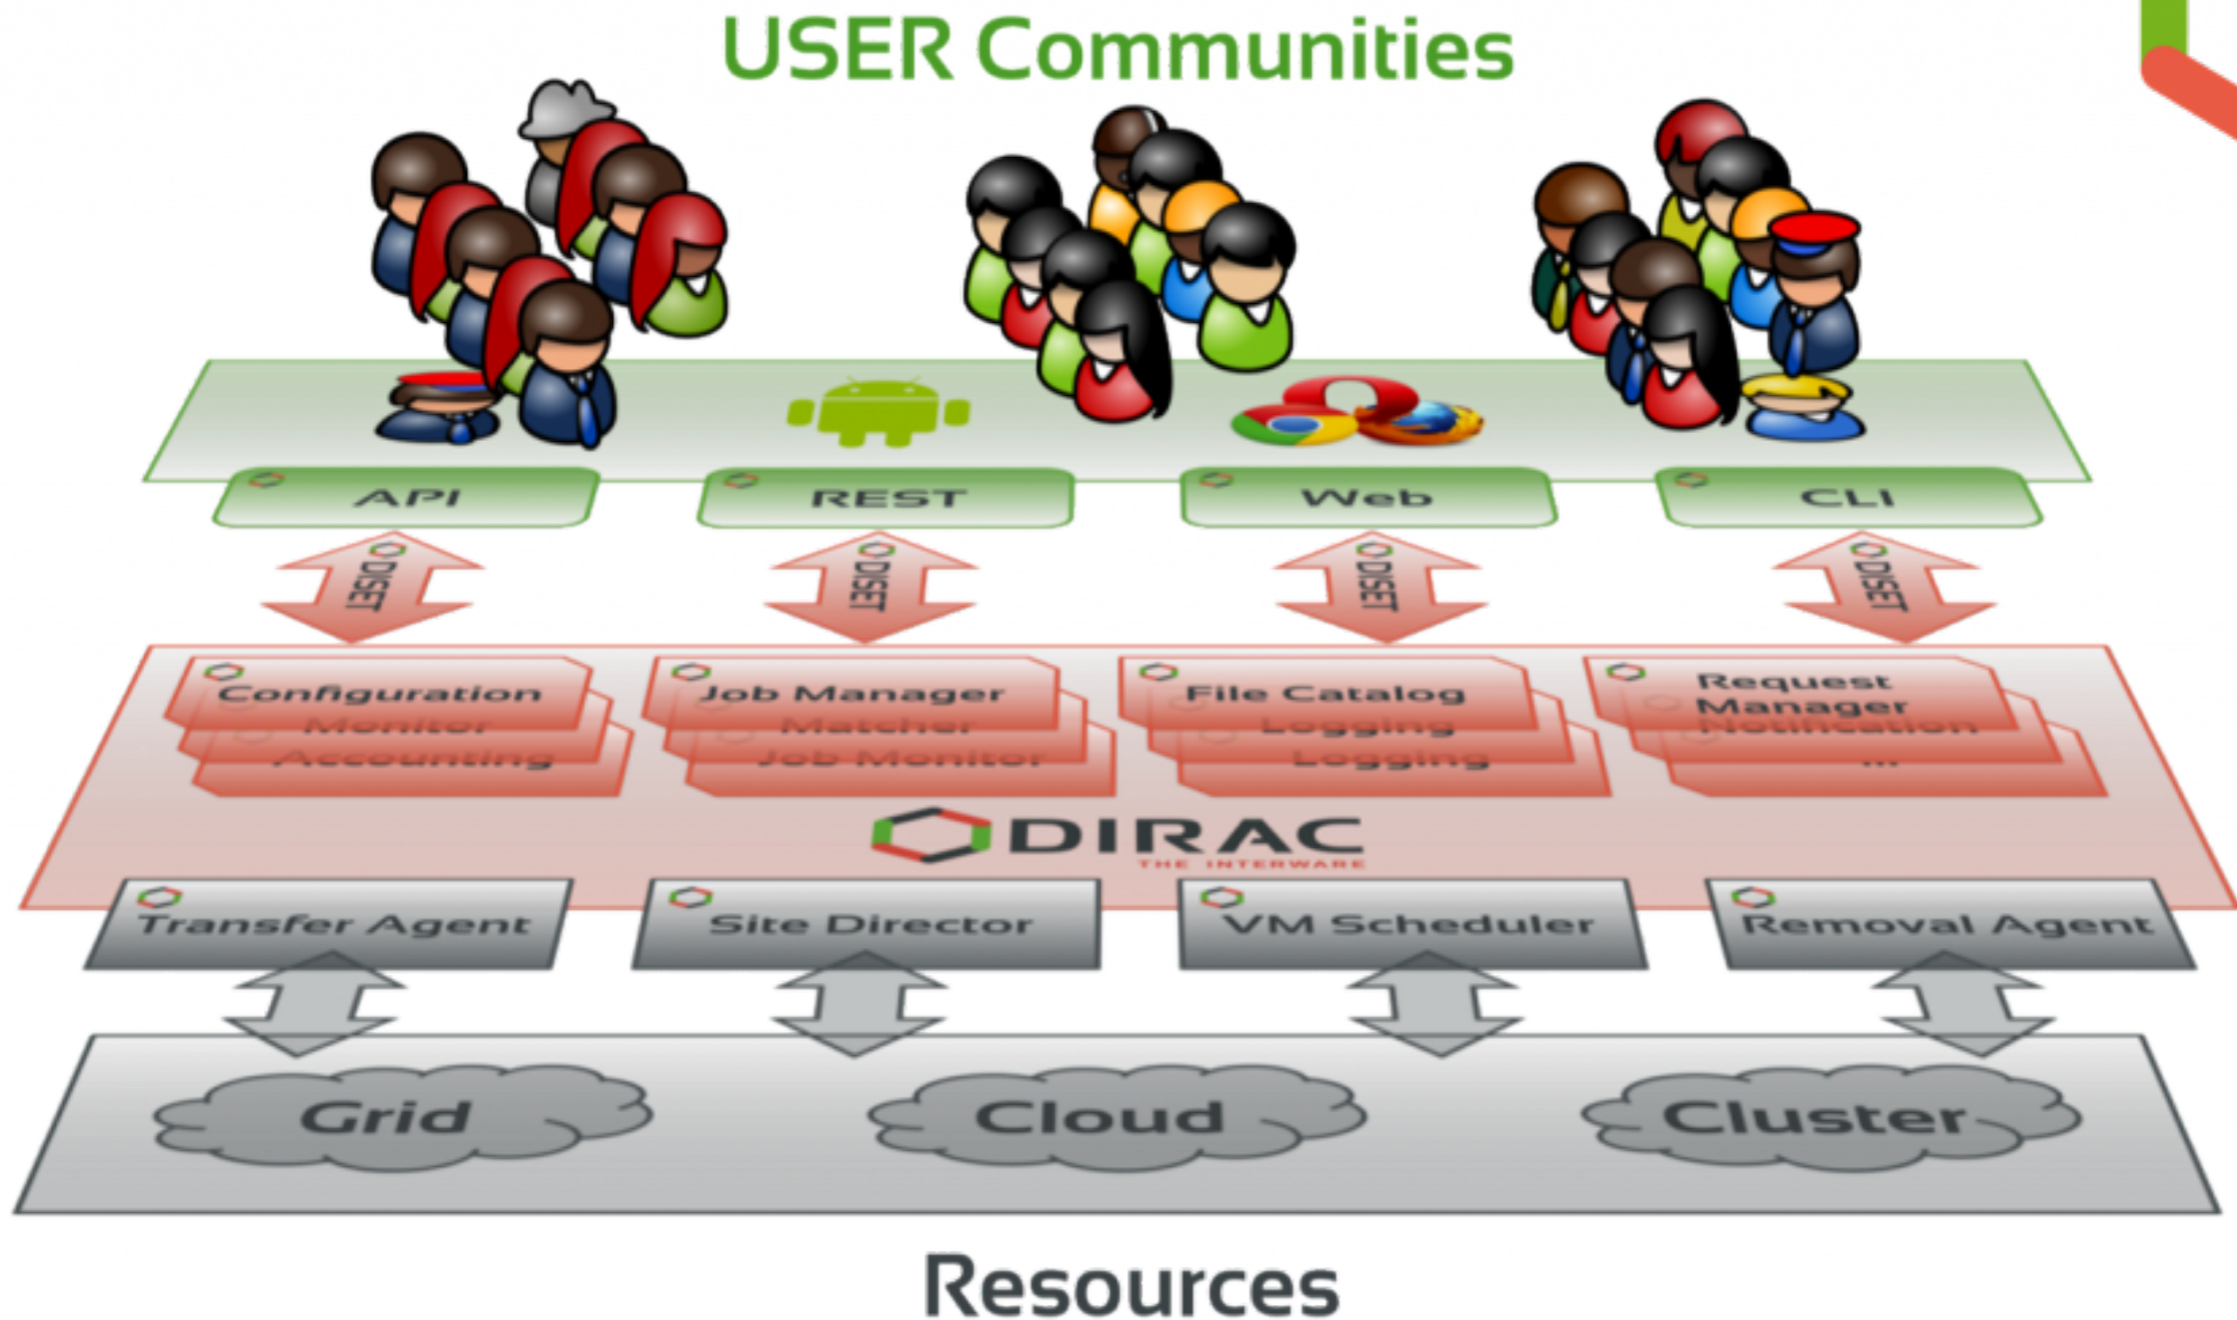 USER Communities
API
REST
Web
CLI
DISET
DISET
DISET
DISET
Configuration
Monitor
Accounting
Job Manager
Matcher
Job Monitor
File Catalog
Logging
Logging
Request
Manager
Notification
...
DIRAC
THE INTERWARE
Transfer Agent
Site Director
VM Scheduler
Removal Agent
Grid
Cloud
Cluster
Resources